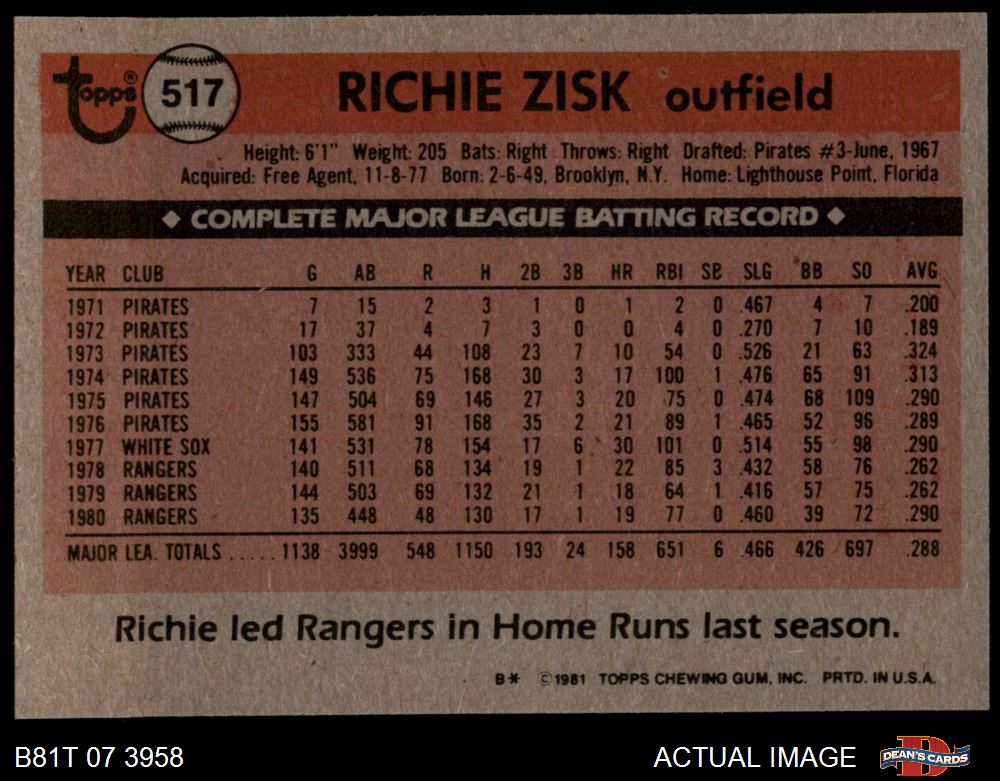 Topps® 517 RICHIE ZISK outfield
Height: 6'1" Weight: 205 Bats: Right Throws: Right Drafted: Pirates #3-June, 1967
Acquired: Free Agent, 11-8-77 Born: 2-6-49, Brooklyn, N.Y. Home: Lighthouse Point, Florida
◆ COMPLETE MAJOR LEAGUE BATTING RECORD ◆
YEAR CLUB G AB R H 2B 3B HR RBI SB SLG BB SO AVG
1971 PIRATES 7 15 2 3 1 0 1 2 0 .467 4 7 .200
1972 PIRATES 17 37 4 7 3 0 0 4 0 .270 7 10 .189
1973 PIRATES 103 333 44 108 23 7 10 54 0 .526 21 63 .324
1974 PIRATES 149 536 75 168 30 3 17 100 1 .476 65 91 .313
1975 PIRATES 147 504 69 146 27 3 20 75 0 .474 68 109 .290
1976 PIRATES 155 581 91 168 35 2 21 89 1 .465 52 96 .289
1977 WHITE SOX 141 531 78 154 17 6 30 101 0 .514 55 98 .290
1978 RANGERS 140 511 68 134 19 1 22 85 3 .432 58 76 .262
1979 RANGERS 144 503 69 132 21 1 18 64 1 .416 57 75 .262
1980 RANGERS 135 448 48 130 17 1 19 77 0 .460 39 72 .290
MAJOR LEA. TOTALS ..... 1138 3999 548 1150 193 24 158 651 6 .466 426 697 .288
Richie led Rangers in Home Runs last season.
B* ©1981 TOPPS CHEWING GUM, INC. PRTD. IN U.S.A.
B81T 07 3958 ACTUAL IMAGE DEAN'S CARDS